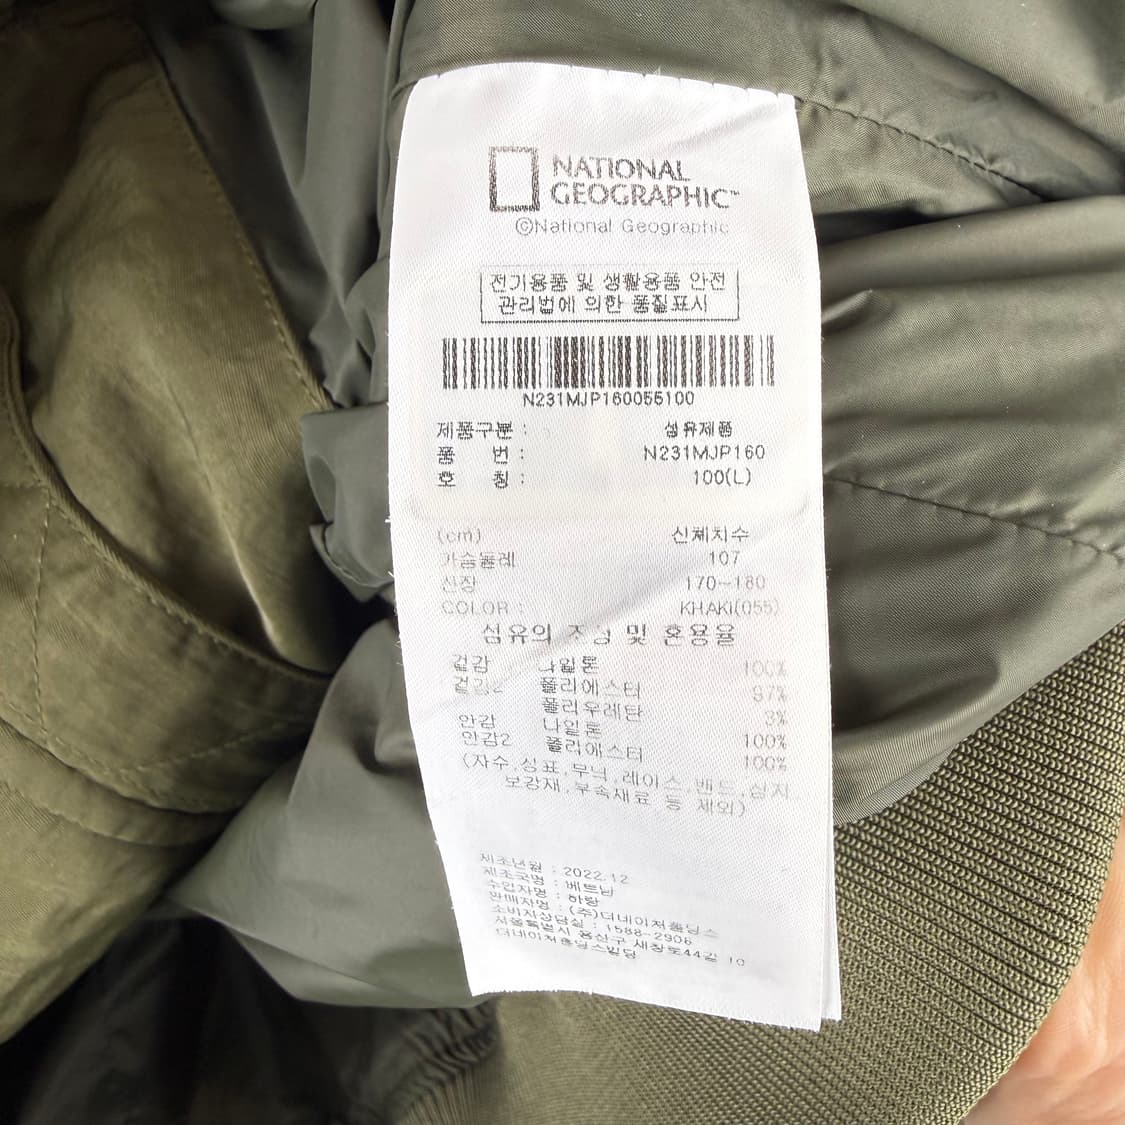 NATIONAL
GEOGRAPHIC™
©National Geographic
전기용품 및 생활용품 안전
관리법에 의한 품질표시
N231MJP160055100
제품구분 : 섬유제품
품 번 : N231MJP160
호 칭 : 100(L)
(cm) 신체치수
가슴둘레 107
신장 170~180
COLOR : KHAKI(055)
섬유의 조성 및 혼용율
겉감 나일론 100%
겉감2 폴리에스터 97%
폴리우레탄 3%
안감 나일론 100%
안감2 폴리에스터 100%
(자수,상표,무늬,레이스,밴드,심지,
보강재,부속재료 등 제외)
제조년월 : 2022.12
제조국명 : 베트남
수입자명 :
판매자명 : (주)더네이쳐홀딩스
소비자상담실 : 1588-2906
서울특별시 용산구 새창로44길 10
더네이쳐홀딩스빌딩